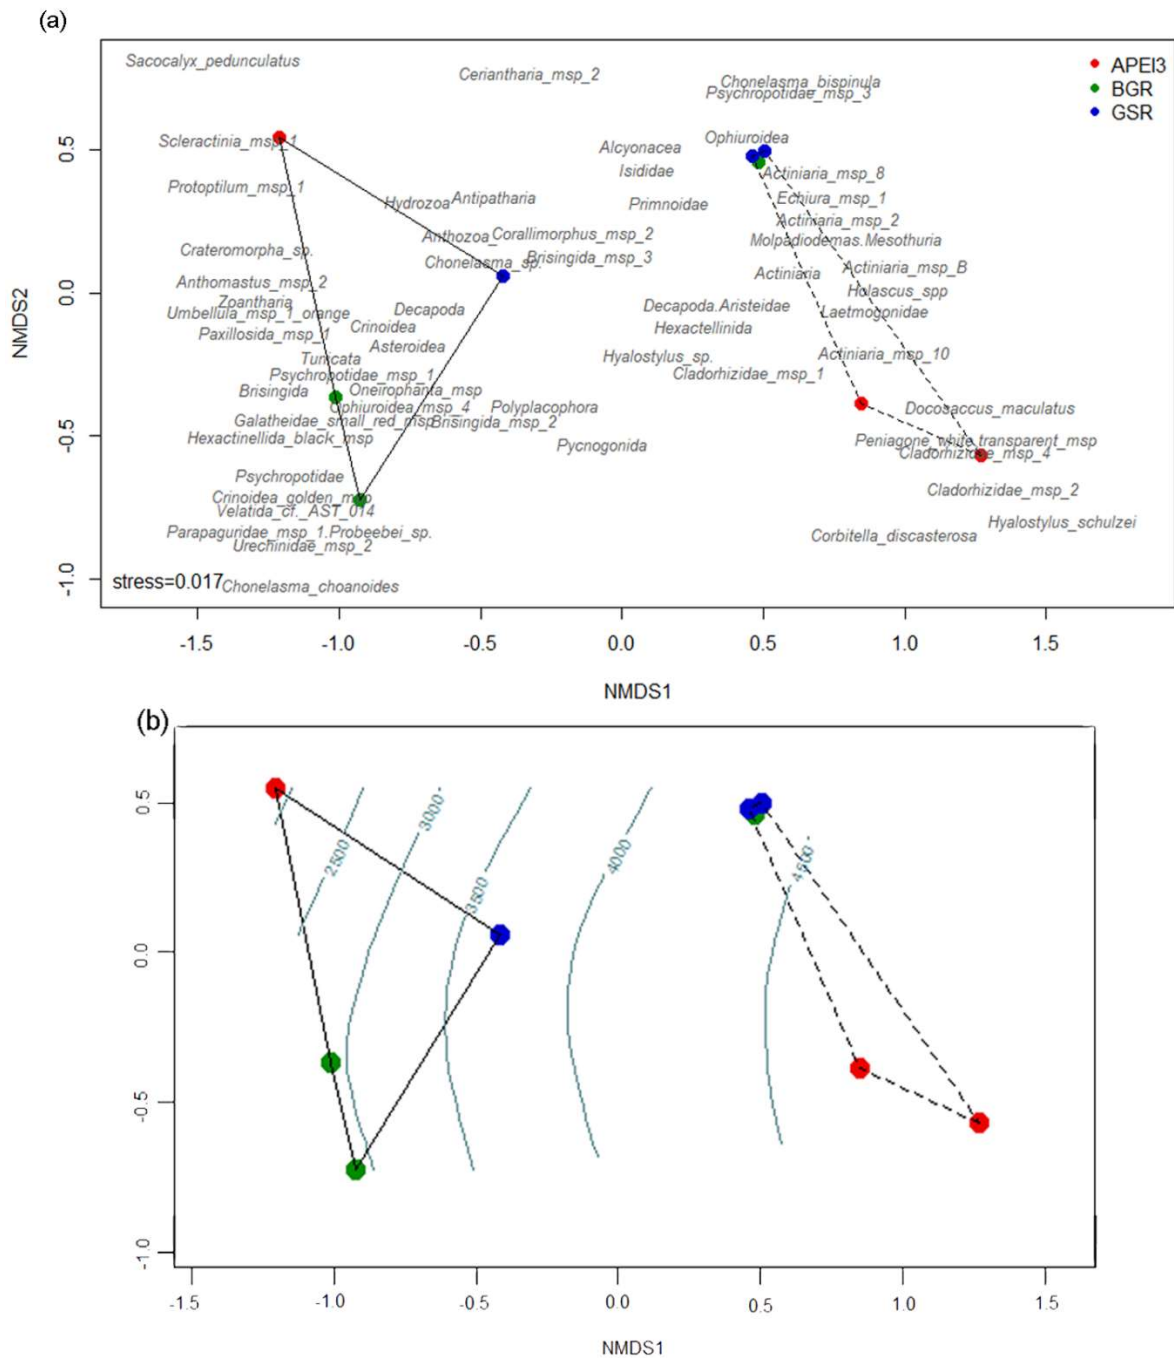 (a)
Sacocalyx_pedunculatus
Ceriantharia_msp_2
Chonelasma_bispinula
Psychropotidae_msp_3
APEI3
BGR
GSR
Scleractinia_msp_1
Alcyonacea
Ophiuroidea
Isididae
Actiniaria_msp_8
Protoptilum_msp_1
Hydrozoa
Antipatharia
Primnoidae
Echiura_msp_1
Actiniaria_msp_2
Crateromorpha_sp.
Anthozoa
Corallimorphus_msp_2
Molpadiodemas.Mesothuria
Chonelasma_sp.
Brisingida_msp_3
Actiniaria
Actiniaria_msp_B
Anthomastus_msp_2
Holascus_spp
Zoantharia
Umbellula_msp_1_orange
Decapoda
Decapoda.Aristeidae
Laetmogonidae
Paxillosida_msp_1
Crinoidea
Hexactinellida
Asteroidea
Tunicata
Hyalostylus_sp.
Actiniaria_msp_10
Psychropotidae_msp_1
Cladorhizidae_msp_1
Brisingida
Oneirophanta_msp
Ophiuroidea_msp_4
Polyplacophora
Docosaccus_maculatus
Galatheidae_small_red_msp
Brisingida_msp_2
Hexactinellida_black_msp
Pycnogonida
Peniagone_white_transparent_msp
Cladorhizidae_msp_4
Psychropotidae
Crinoidea_golden_msp
Velatida_cf._AST_014
Cladorhizidae_msp_2
Parapaguridae_msp_1.Probeebei_sp.
Urechinidae_msp_2
Corbitella_discasterosa
Hyalostylus_schulzei
stress=0.017
Chonelasma_choanoides
NMDS2
0.5
0.0
-0.5
-1.0
-1.5 -1.0 -0.5 0.0 0.5 1.0 1.5
NMDS1
(b)
2500
3000
3500
4000
4500
0.5
0.0
-0.5
-1.0
-1.5 -1.0 -0.5 0.0 0.5 1.0 1.5
NMDS1